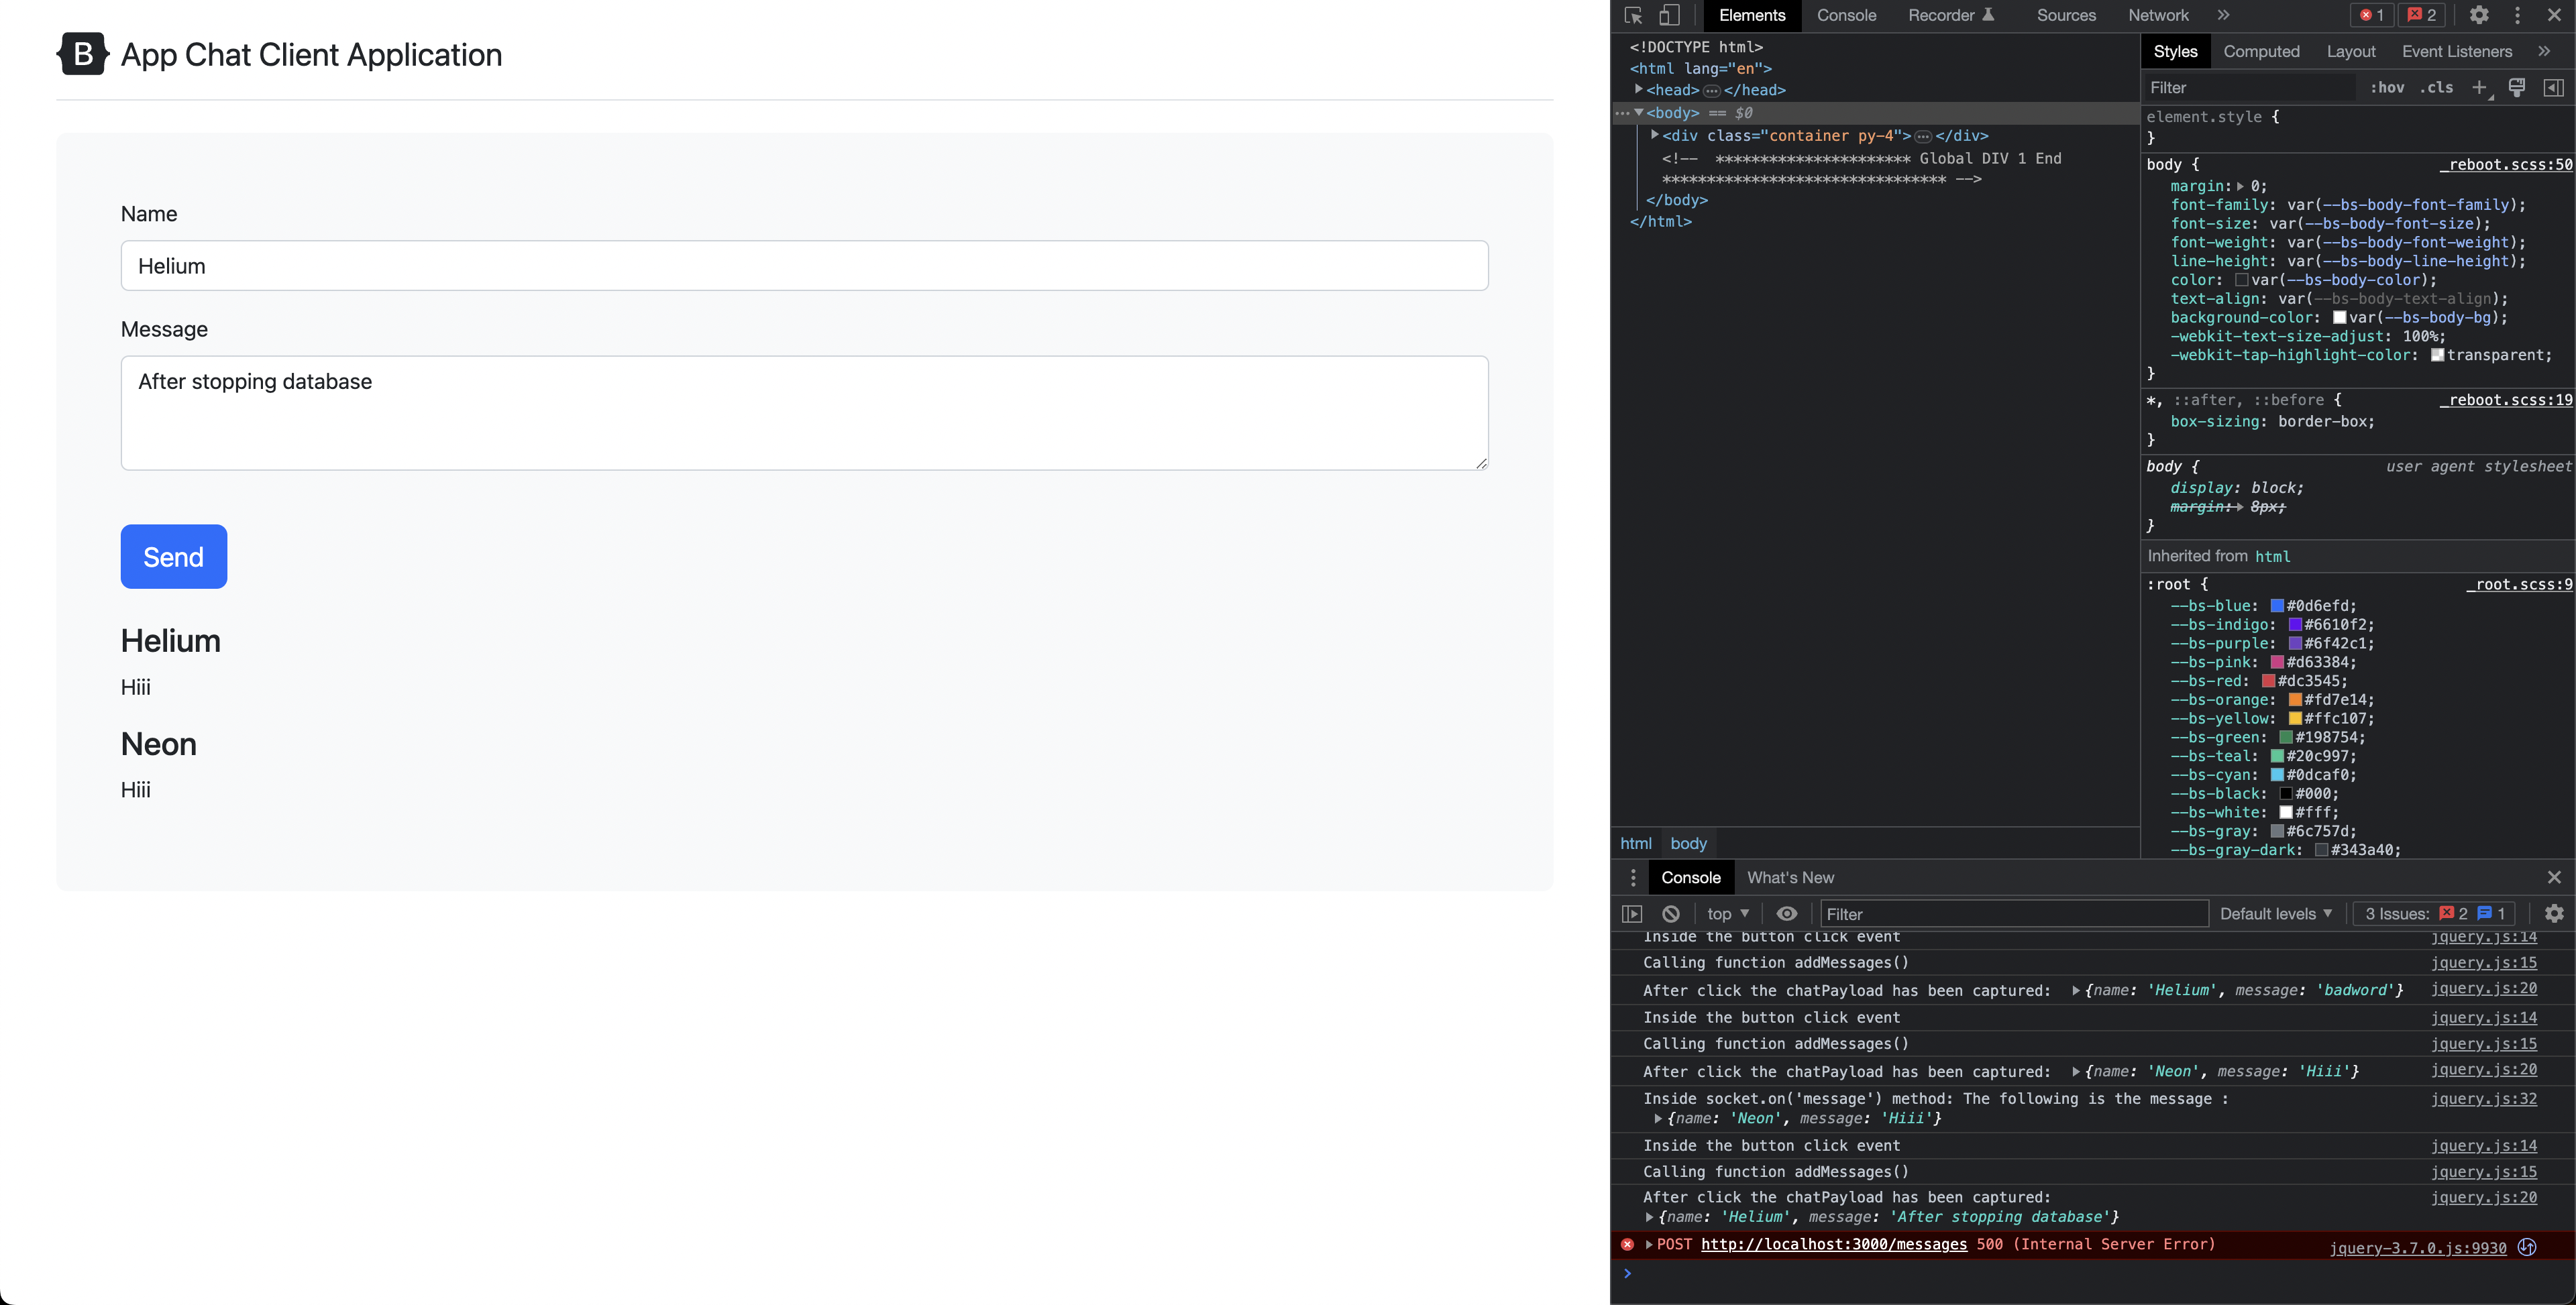 B App Chat Client Application
Name
Helium
Message
After stopping database
Send
Helium
Hiii
Neon
Hiii
Elements Console Recorder Sources Network » 1 2
<!DOCTYPE html>
<html lang="en">
<head> … </head>
… <body> == $0
<div class="container py-4"> … </div>
<!-- ********************** Global DIV 1 End
******************************** -->
</body>
</html>
html body
Styles Computed Layout Event Listeners »
Filter :hov .cls +
element.style {
}
body { _reboot.scss:50
margin: 0;
font-family: var(--bs-body-font-family);
font-size: var(--bs-body-font-size);
font-weight: var(--bs-body-font-weight);
line-height: var(--bs-body-line-height);
color: var(--bs-body-color);
text-align: var(--bs-body-text-align);
background-color: var(--bs-body-bg);
-webkit-text-size-adjust: 100%;
-webkit-tap-highlight-color: transparent;
}
*, ::after, ::before { _reboot.scss:19
box-sizing: border-box;
}
body { user agent stylesheet
display: block;
margin: 8px;
}
Inherited from html
:root { _root.scss:9
--bs-blue: #0d6efd;
--bs-indigo: #6610f2;
--bs-purple: #6f42c1;
--bs-pink: #d63384;
--bs-red: #dc3545;
--bs-orange: #fd7e14;
--bs-yellow: #ffc107;
--bs-green: #198754;
--bs-teal: #20c997;
--bs-cyan: #0dcaf0;
--bs-black: #000;
--bs-white: #fff;
--bs-gray: #6c757d;
--bs-gray-dark: #343a40;
Console What's New
top Filter Default levels 3 Issues: 2 1
Inside the button click event jquery.js:14
Calling function addMessages() jquery.js:15
After click the chatPayload has been captured: {name: 'Helium', message: 'badword'} jquery.js:20
Inside the button click event jquery.js:14
Calling function addMessages() jquery.js:15
After click the chatPayload has been captured: {name: 'Neon', message: 'Hiii'} jquery.js:20
Inside socket.on('message') method: The following is the message : jquery.js:32
{name: 'Neon', message: 'Hiii'}
Inside the button click event jquery.js:14
Calling function addMessages() jquery.js:15
After click the chatPayload has been captured: jquery.js:20
{name: 'Helium', message: 'After stopping database'}
POST http://localhost:3000/messages 500 (Internal Server Error) jquery-3.7.0.js:9930